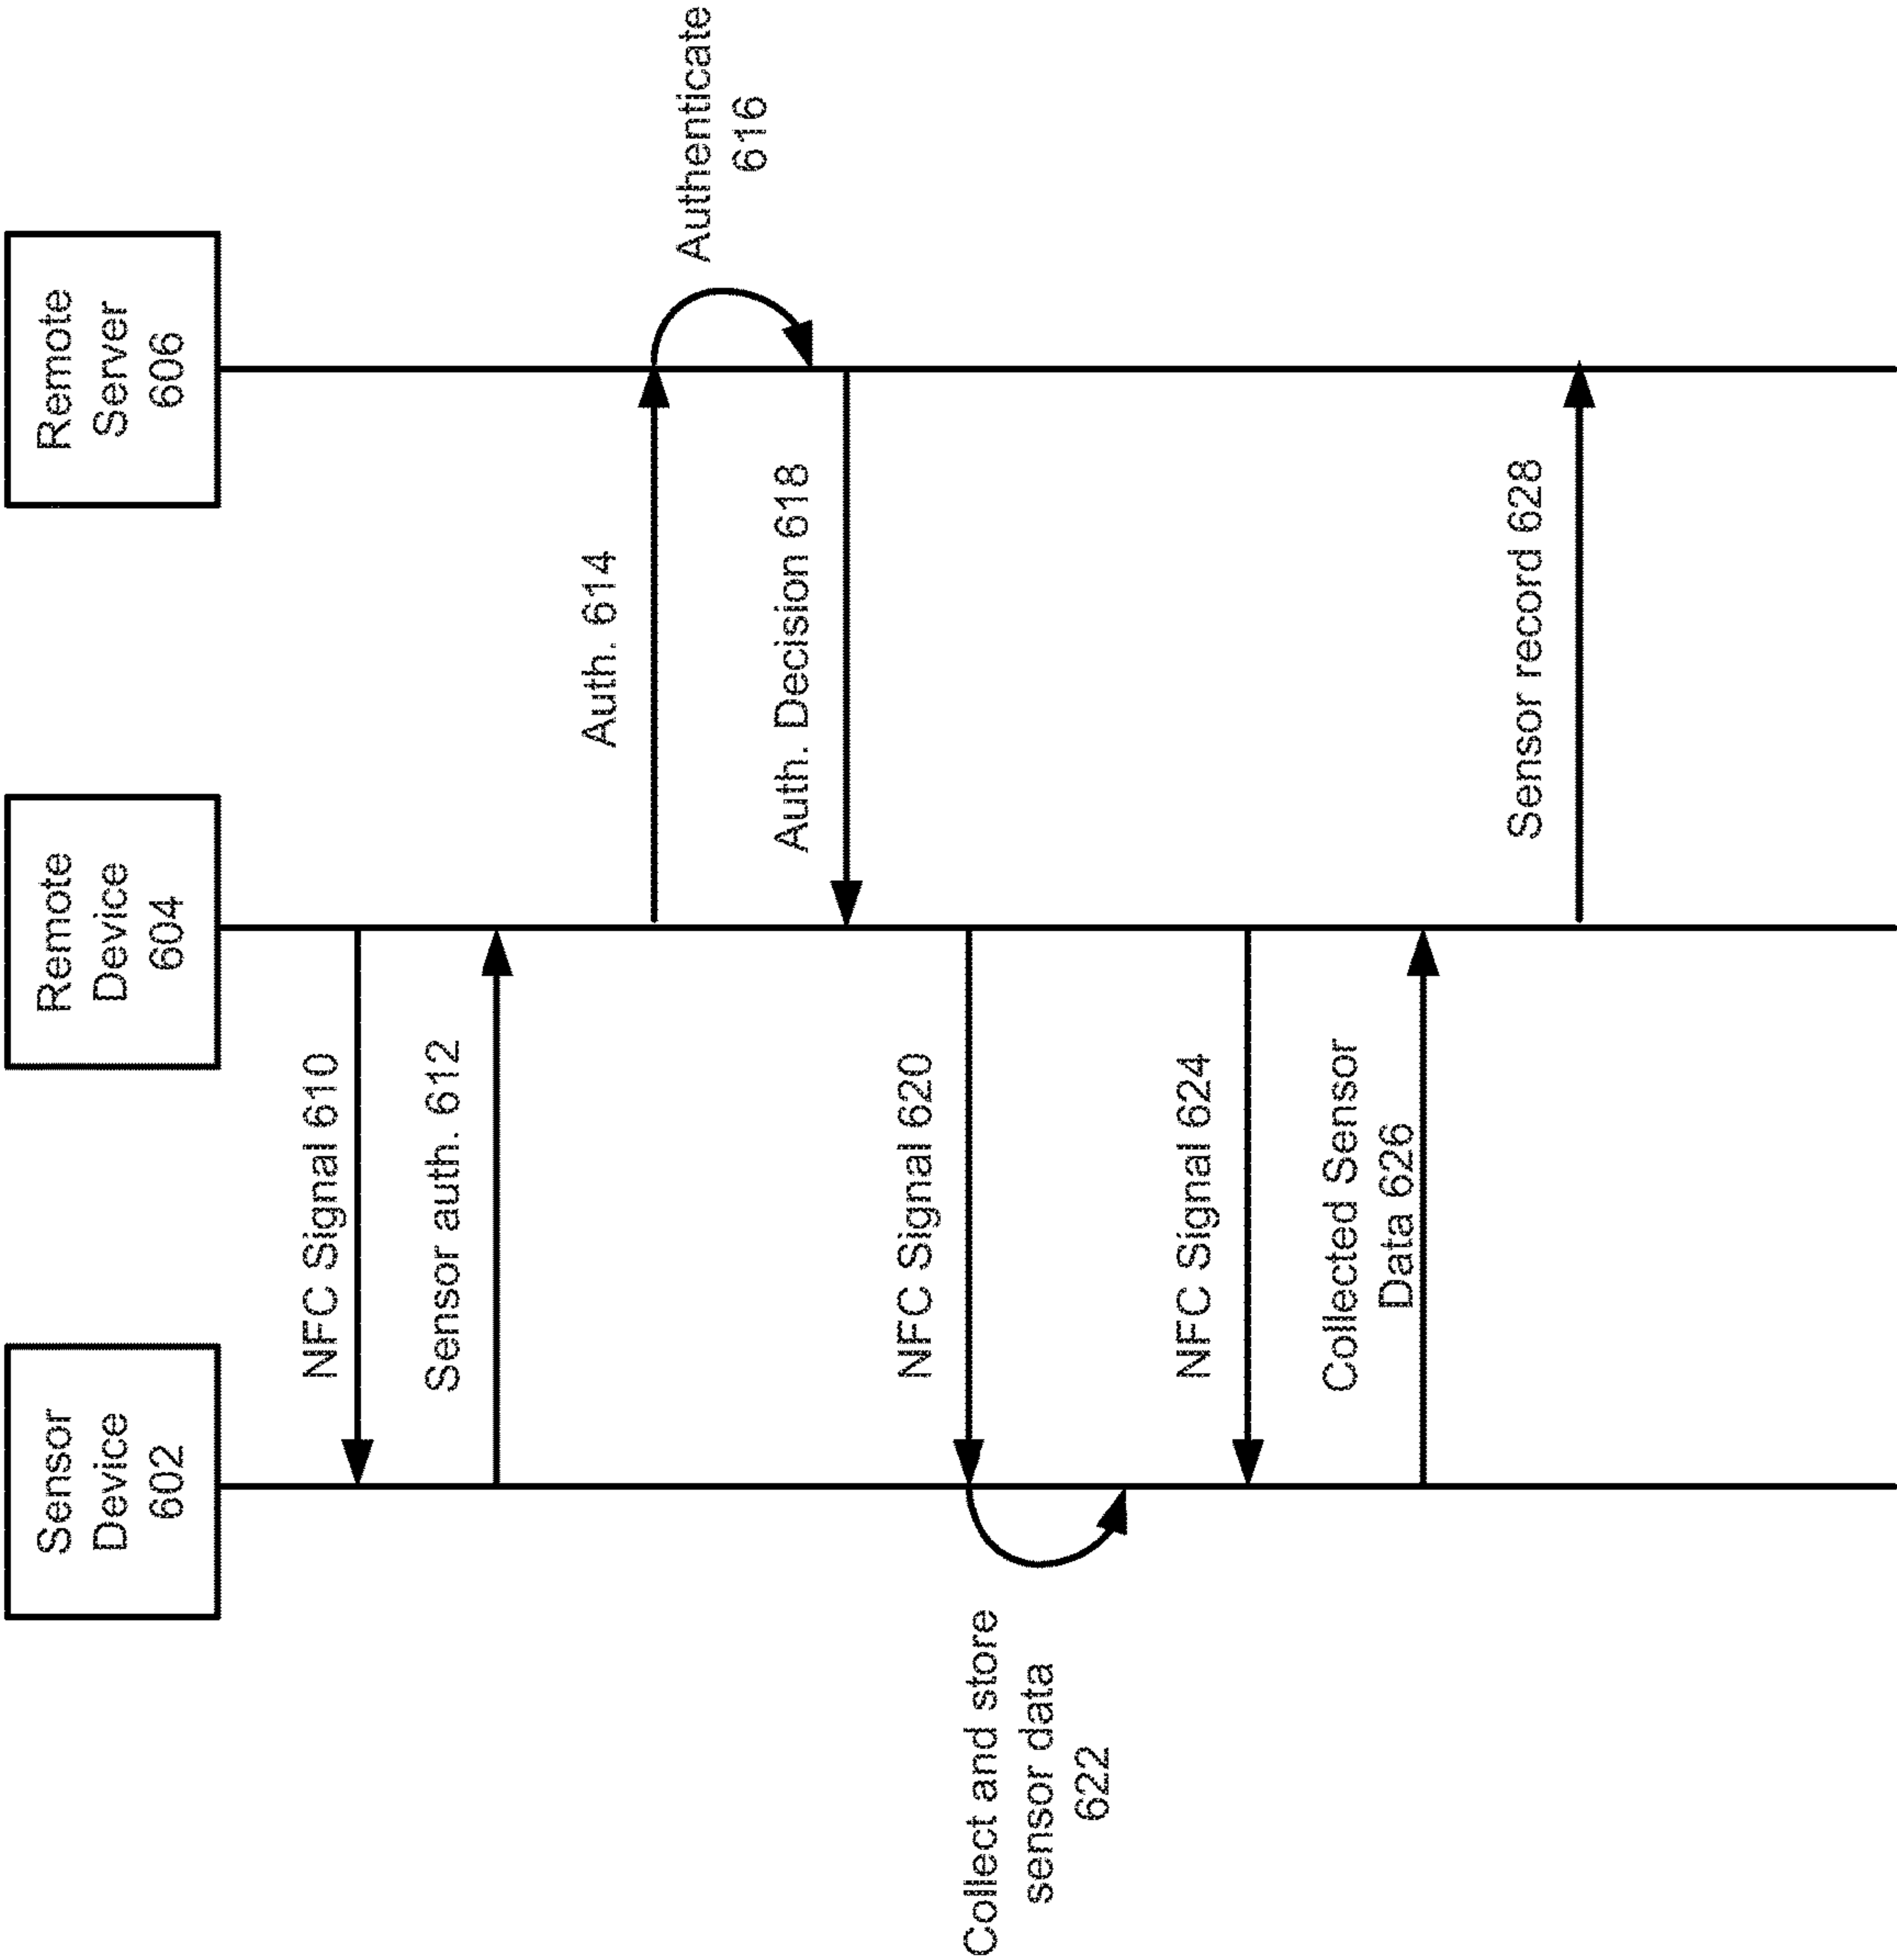 Sensor
Device
602
Remote
Device
604
Remote
Server
606
NFC Signal 610
Sensor auth. 612
Auth. 614
Authenticate
616
Auth. Decision 618
NFC Signal 620
Collect and store
sensor data
622
NFC Signal 624
Collected Sensor
Data 626
Sensor record 628